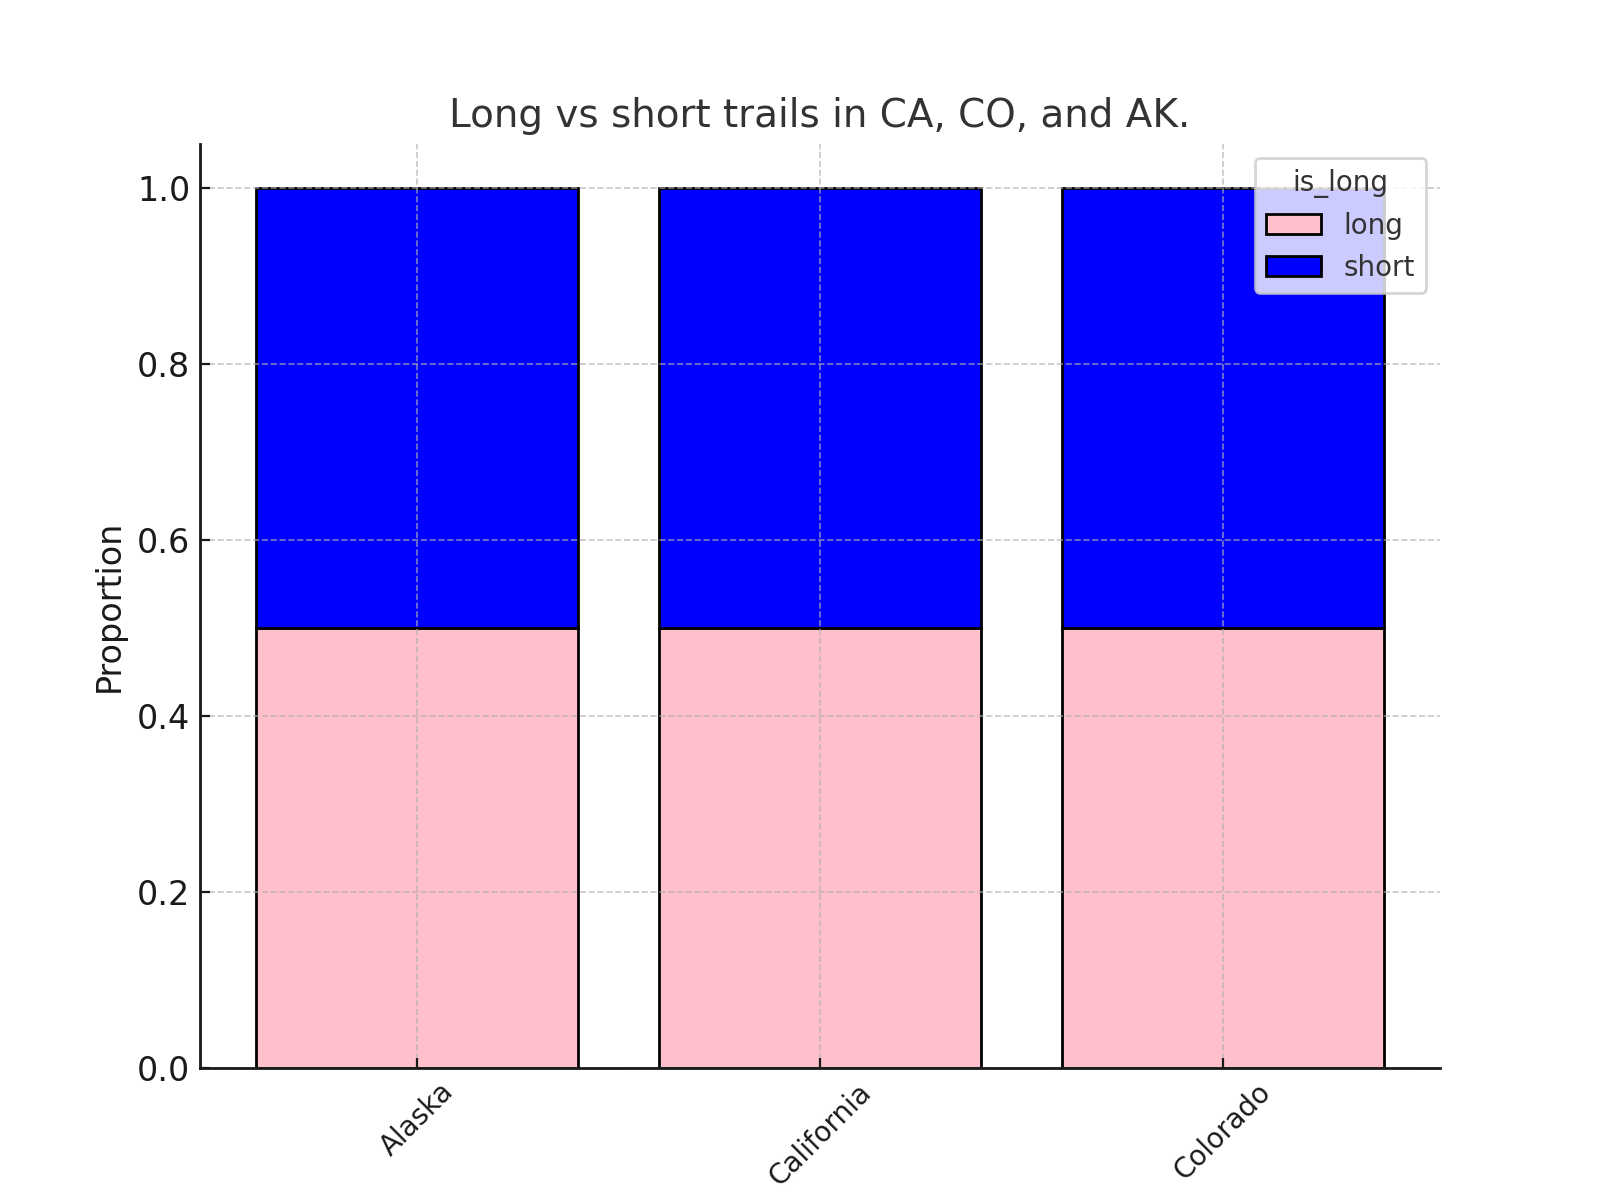 Long vs short trails in CA, CO, and AK.
is_long
long
short
Proportion
1.0
0.8
0.6
0.4
0.2
0.0
Alaska
California
Colorado